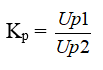 Kp = Up1
Up2